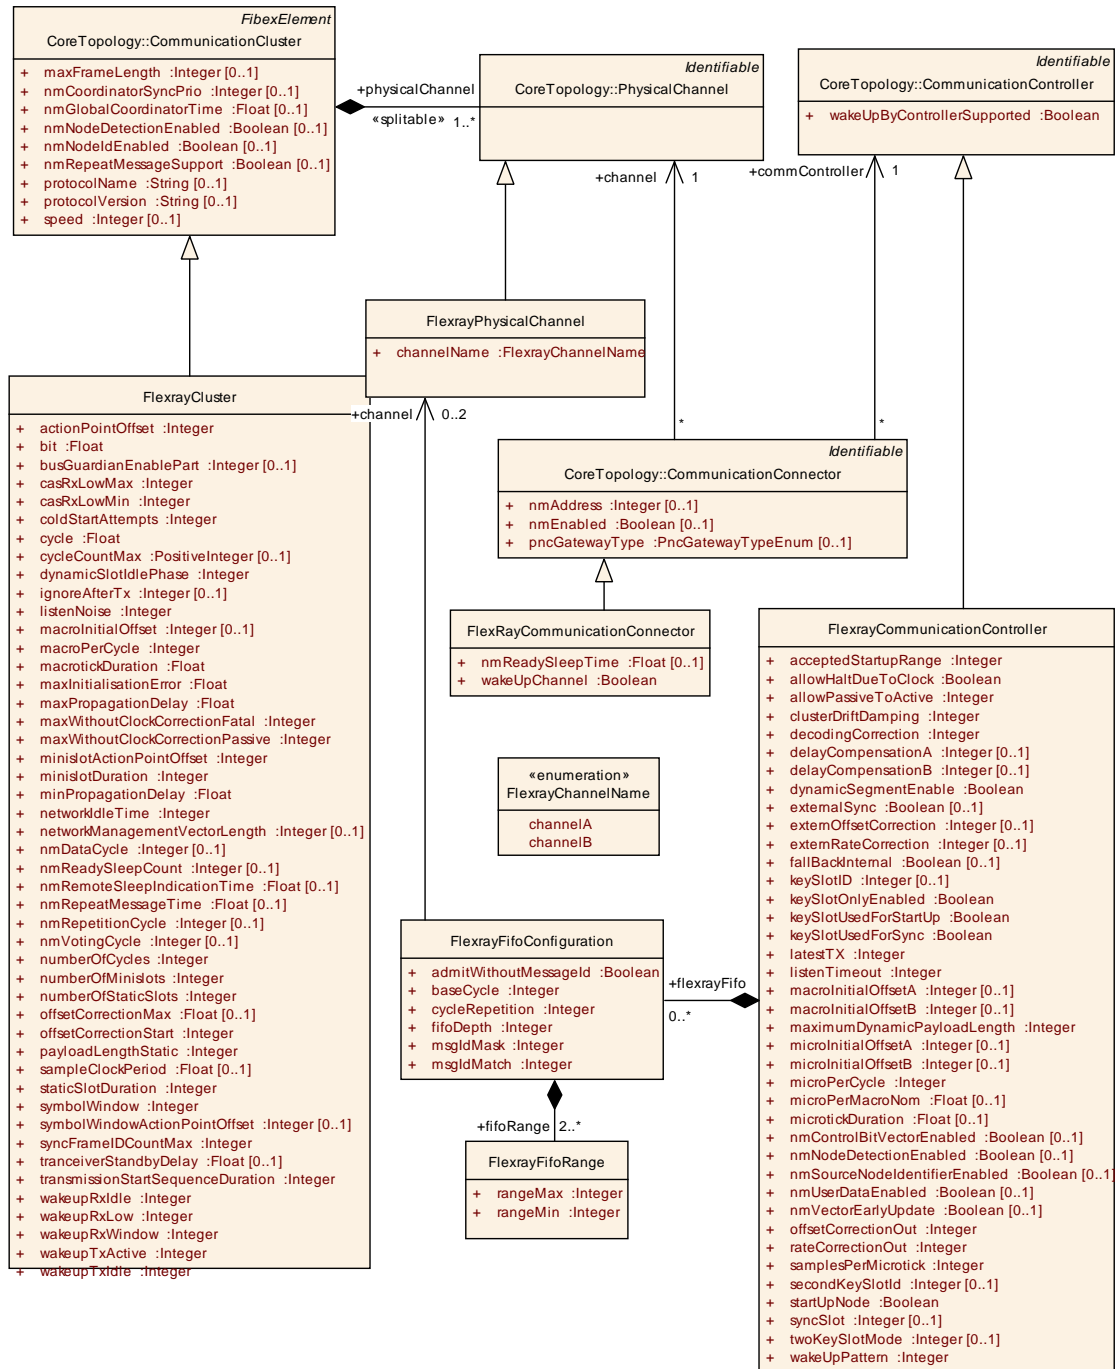 FibexElement
CoreTopology::CommunicationCluster
+ maxFrameLength :Integer [0..1]
+ nmCoordinatorSyncPrio :Integer [0..1]
+ nmGlobalCoordinatorTime :Float [0..1]
+ nmNodeDetectionEnabled :Boolean [0..1]
+ nmNodeIdEnabled :Boolean [0..1]
+ nmRepeatMessageSupport :Boolean [0..1]
+ protocolName :String [0..1]
+ protocolVersion :String [0..1]
+ speed :Integer [0..1]
+physicalChannel
«splitable» 1..*
Identifiable
CoreTopology::PhysicalChannel
Identifiable
CoreTopology::CommunicationController
+ wakeUpByControllerSupported :Boolean
+channel 1
+commController 1
FlexrayPhysicalChannel
+ channelName :FlexrayChannelName
+channel 0..2
*
*
FlexrayCluster
+ actionPointOffset :Integer
+ bit :Float
+ busGuardianEnablePart :Integer [0..1]
+ casRxLowMax :Integer
+ casRxLowMin :Integer
+ coldStartAttempts :Integer
+ cycle :Float
+ cycleCountMax :PositiveInteger [0..1]
+ dynamicSlotIdlePhase :Integer
+ ignoreAfterTx :Integer [0..1]
+ listenNoise :Integer
+ macroInitialOffset :Integer [0..1]
+ macroPerCycle :Integer
+ macrotickDuration :Float
+ maxInitialisationError :Float
+ maxPropagationDelay :Float
+ maxWithoutClockCorrectionFatal :Integer
+ maxWithoutClockCorrectionPassive :Integer
+ minislotActionPointOffset :Integer
+ minislotDuration :Integer
+ minPropagationDelay :Float
+ networkIdleTime :Integer
+ networkManagementVectorLength :Integer [0..1]
+ nmDataCycle :Integer [0..1]
+ nmReadySleepCount :Integer [0..1]
+ nmRemoteSleepIndicationTime :Float [0..1]
+ nmRepeatMessageTime :Float [0..1]
+ nmRepetitionCycle :Integer [0..1]
+ nmVotingCycle :Integer [0..1]
+ numberOfCycles :Integer
+ numberOfMinislots :Integer
+ numberOfStaticSlots :Integer
+ offsetCorrectionMax :Float [0..1]
+ offsetCorrectionStart :Integer
+ payloadLengthStatic :Integer
+ sampleClockPeriod :Float [0..1]
+ staticSlotDuration :Integer
+ symbolWindow :Integer
+ symbolWindowActionPointOffset :Integer [0..1]
+ syncFrameIDCountMax :Integer
+ tranceiverStandbyDelay :Float [0..1]
+ transmissionStartSequenceDuration :Integer
+ wakeupRxIdle :Integer
+ wakeupRxLow :Integer
+ wakeupRxWindow :Integer
+ wakeupTxActive :Integer
+ wakeupTxIdle :Integer
Identifiable
CoreTopology::CommunicationConnector
+ nmAddress :Integer [0..1]
+ nmEnabled :Boolean [0..1]
+ pncGatewayType :PncGatewayTypeEnum [0..1]
FlexRayCommunicationConnector
+ nmReadySleepTime :Float [0..1]
+ wakeUpChannel :Boolean
«enumeration»
FlexrayChannelName
channelA
channelB
FlexrayFifoConfiguration
+ admitWithoutMessageId :Boolean
+ baseCycle :Integer
+ cycleRepetition :Integer
+ fifoDepth :Integer
+ msgIdMask :Integer
+ msgIdMatch :Integer
+flexrayFifo
0..*
+fifoRange 2..*
FlexrayFifoRange
+ rangeMax :Integer
+ rangeMin :Integer
FlexrayCommunicationController
+ acceptedStartupRange :Integer
+ allowHaltDueToClock :Boolean
+ allowPassiveToActive :Integer
+ clusterDriftDamping :Integer
+ decodingCorrection :Integer
+ delayCompensationA :Integer [0..1]
+ delayCompensationB :Integer [0..1]
+ dynamicSegmentEnable :Boolean
+ externalSync :Boolean [0..1]
+ externOffsetCorrection :Integer [0..1]
+ externRateCorrection :Integer [0..1]
+ fallBackInternal :Boolean [0..1]
+ keySlotID :Integer [0..1]
+ keySlotOnlyEnabled :Boolean
+ keySlotUsedForStartUp :Boolean
+ keySlotUsedForSync :Boolean
+ latestTX :Integer
+ listenTimeout :Integer
+ macroInitialOffsetA :Integer [0..1]
+ macroInitialOffsetB :Integer [0..1]
+ maximumDynamicPayloadLength :Integer
+ microInitialOffsetA :Integer [0..1]
+ microInitialOffsetB :Integer [0..1]
+ microPerCycle :Integer
+ microPerMacroNom :Float [0..1]
+ microtickDuration :Float [0..1]
+ nmControlBitVectorEnabled :Boolean [0..1]
+ nmNodeDetectionEnabled :Boolean [0..1]
+ nmSourceNodeIdentifierEnabled :Boolean [0..1]
+ nmUserDataEnabled :Boolean [0..1]
+ nmVectorEarlyUpdate :Boolean [0..1]
+ offsetCorrectionOut :Integer
+ rateCorrectionOut :Integer
+ samplesPerMicrotick :Integer
+ secondKeySlotId :Integer [0..1]
+ startUpNode :Boolean
+ syncSlot :Integer [0..1]
+ twoKeySlotMode :Integer [0..1]
+ wakeUpPattern :Integer